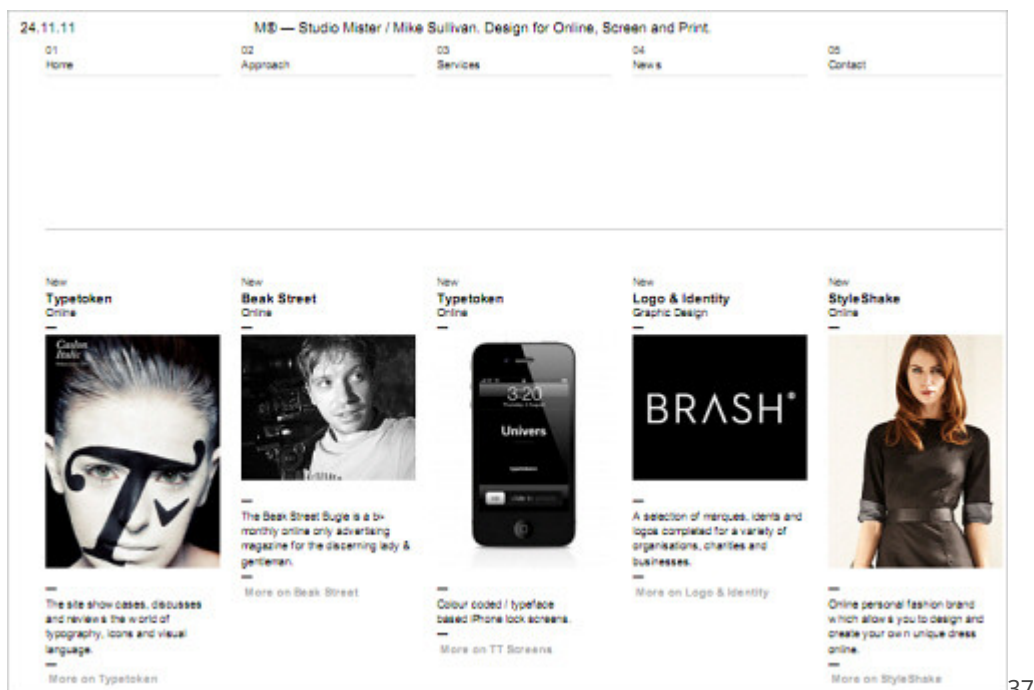 24.11.11
M® — Studio Mister / Mike Sullivan. Design for Online, Screen and Print.
01
Home
02
Approach
03
Services
04
News
05
Contact
New
Typetoken
Online
—
Caslon
Italic
—
The site show cases, discusses
and reviews the world of
typography, icons and visual
language.
—
More on Typetoken
New
Beak Street
Online
—
—
The Beak Street Bugle is a bi-
monthly online only advertising
magazine for the discerning lady &
gentleman.
—
More on Beak Street
New
Typetoken
Online
—
3:20
Univers
typetoken
—
Colour coded / typeface
based iPhone lock screens.
—
More on TT Screens
New
Logo & Identity
Graphic Design
—
BRΛSH®
—
A selection of marques, idents and
logos completed for a variety of
organisations, charities and
businesses.
—
More on Logo & Identity
New
StyleShake
Online
—
—
Online personal fashion brand
which allows you to design and
create your own unique dress
online.
—
More on StyleShake
37